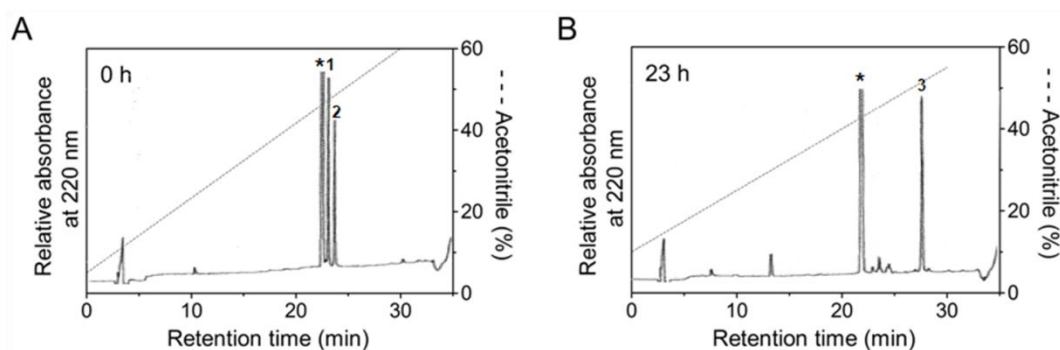 A
0 h
* 1
2
Relative absorbance
at 220 nm
60
40
20
0
--- Acetonitrile (%)
0 10 20 30
Retention time (min)
B
23 h
*
3
Relative absorbance
at 220 nm
60
40
20
0
--- Acetonitrile (%)
0 10 20 30
Retention time (min)